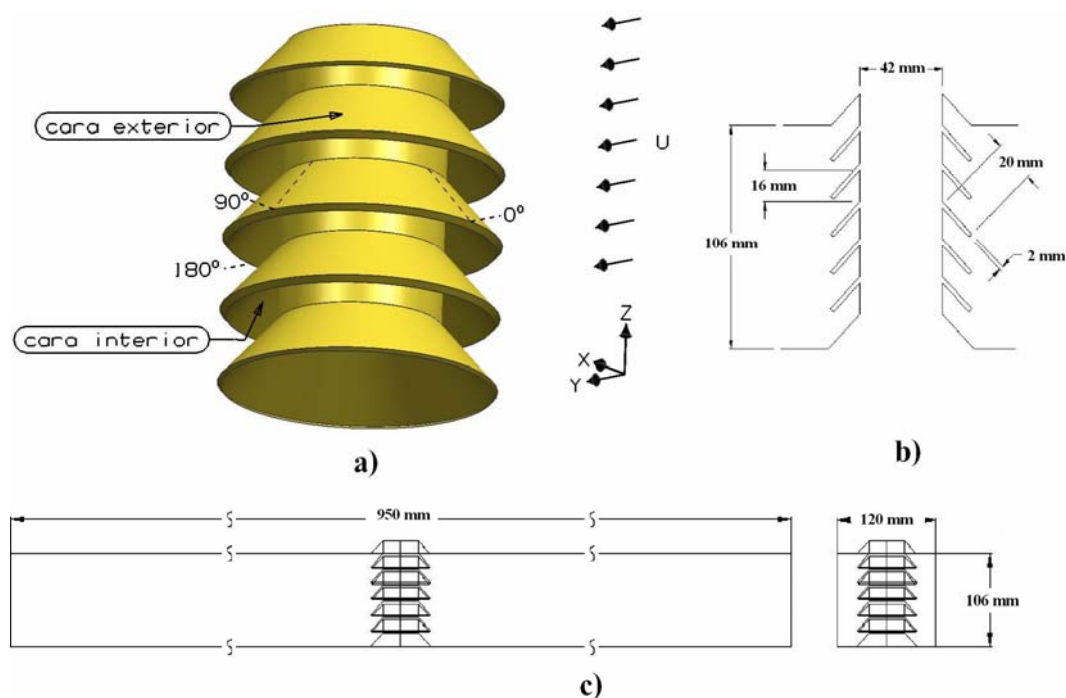 cara exterior
90º
0º
180º
cara interior
U
Z
X
Y
a)
42 mm
20 mm
16 mm
106 mm
2 mm
b)
950 mm
120 mm
106 mm
c)